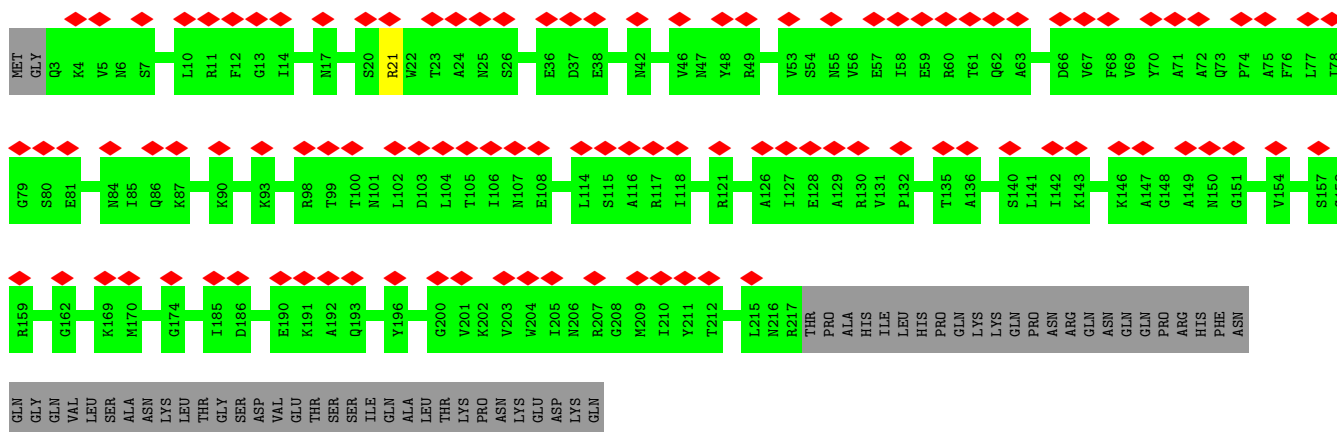 MET GLY Q3 K4 V5 N6 S7 L10 R11 F12 G13 I14 N17 S20 R21 W22 T23 A24 N25 S26 E36 D37 E38 N42 V46 N47 Y48 R49 V53 S54 N55 V56 E57 I58 E59 R60 T61 Q62 A63 D66 V67 F68 V69 Y70 A71 A72 Q73 P74 A75 F76 L77 I78
G79 S80 E81 N84 I85 Q86 K87 K90 K93 R98 T99 T100 N101 L102 D103 L104 T105 I106 N107 E108 L114 S115 A116 R117 I118 R121 A126 I127 E128 A129 R130 V131 P132 T135 A136 S140 L141 I142 K143 K146 A147 G148 A149 N150 G151 V154 S157
R159 G162 K169 M170 G174 I185 D186 E190 K191 A192 Q193 Y196 G200 V201 K202 V203 W204 I205 N206 R207 G208 M209 I210 Y211 T212 L215 N216 R217 THR PRO ALA HIS ILE LEU HIS PRO GLN LYS LYS GLN PRO ASN ARG GLN ASN GLN GLN PRO ARG HIS PHE ASN
GLN GLY GLN VAL LEU SER ALA ASN LYS LEU THR GLY SER ASP VAL GLU THR SER SER ILE GLN ALA LEU THR LYS PRO ASN LYS GLU ASP LYS GLN